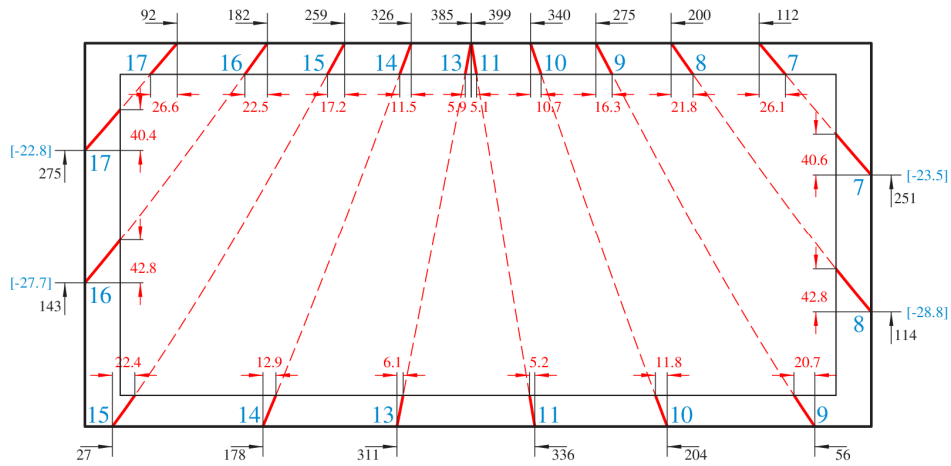 92 182 259 326 385 399 340 275 200 112
17 16 15 14 13 11 10 9 8 7
26.6 22.5 17.2 11.5 5.9 5.1 10.7 16.3 21.8 26.1
40.4 40.6
[-22.8] 17 7 [-23.5]
275 251
42.8 42.8
[-27.7] 16 8 [-28.8]
143 114
22.4 12.9 6.1 5.2 11.8 20.7
15 14 13 11 10 9
27 178 311 336 204 56